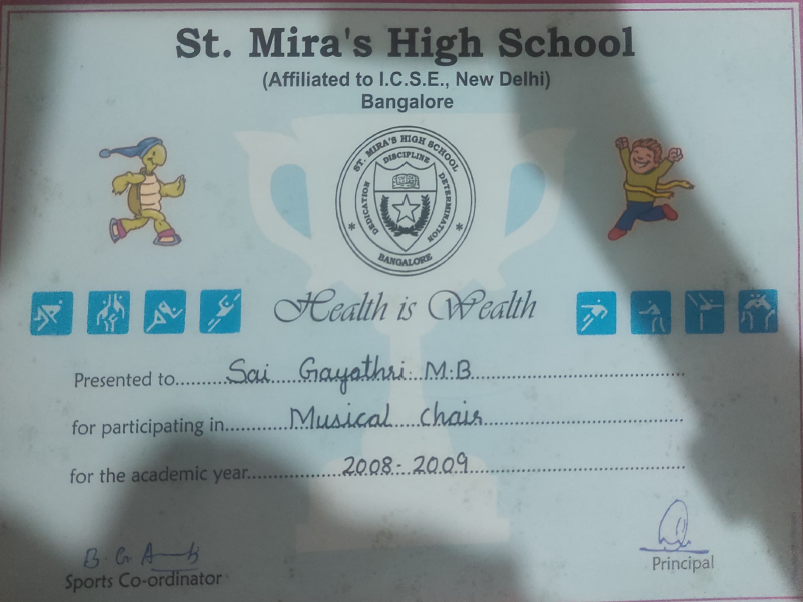 St. Mira's High School
(Affiliated to I.C.S.E., New Delhi)
Bangalore
ST. MIRA'S HIGH SCHOOL
DISCIPLINE
DEDICATION
DETERMINATION
BANGALORE
Health is Wealth
Presented to Sai Gayathri M.B
for participating in Musical Chair
for the academic year 2008-2009
Sports Co-ordinator
Principal